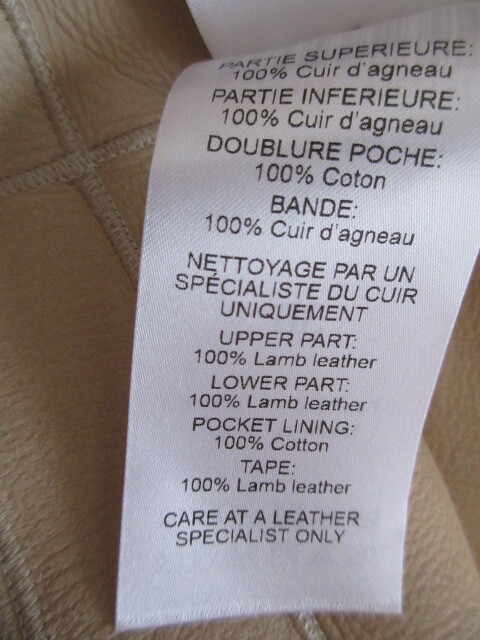 PARTIE SUPERIEURE:
100% Cuir d'agneau
PARTIE INFERIEURE:
100% Cuir d'agneau
DOUBLURE POCHE:
100% Coton
BANDE:
100% Cuir d'agneau
NETTOYAGE PAR UN
SPÉCIALISTE DU CUIR
UNIQUEMENT
UPPER PART:
100% Lamb leather
LOWER PART:
100% Lamb leather
POCKET LINING:
100% Cotton
TAPE:
100% Lamb leather
CARE AT A LEATHER
SPECIALIST ONLY